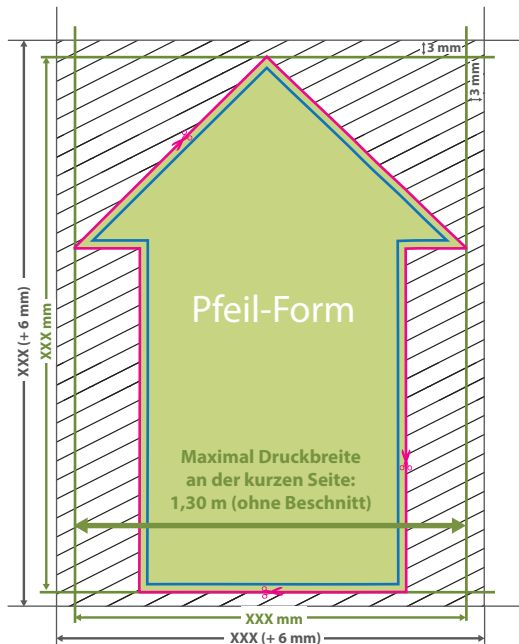 3 mm
3 mm
XXX (+ 6 mm)
XXX mm
Pfeil-Form
Maximal Druckbreite
an der kurzen Seite:
1,30 m (ohne Beschnitt)
XXX mm
XXX (+ 6 mm)